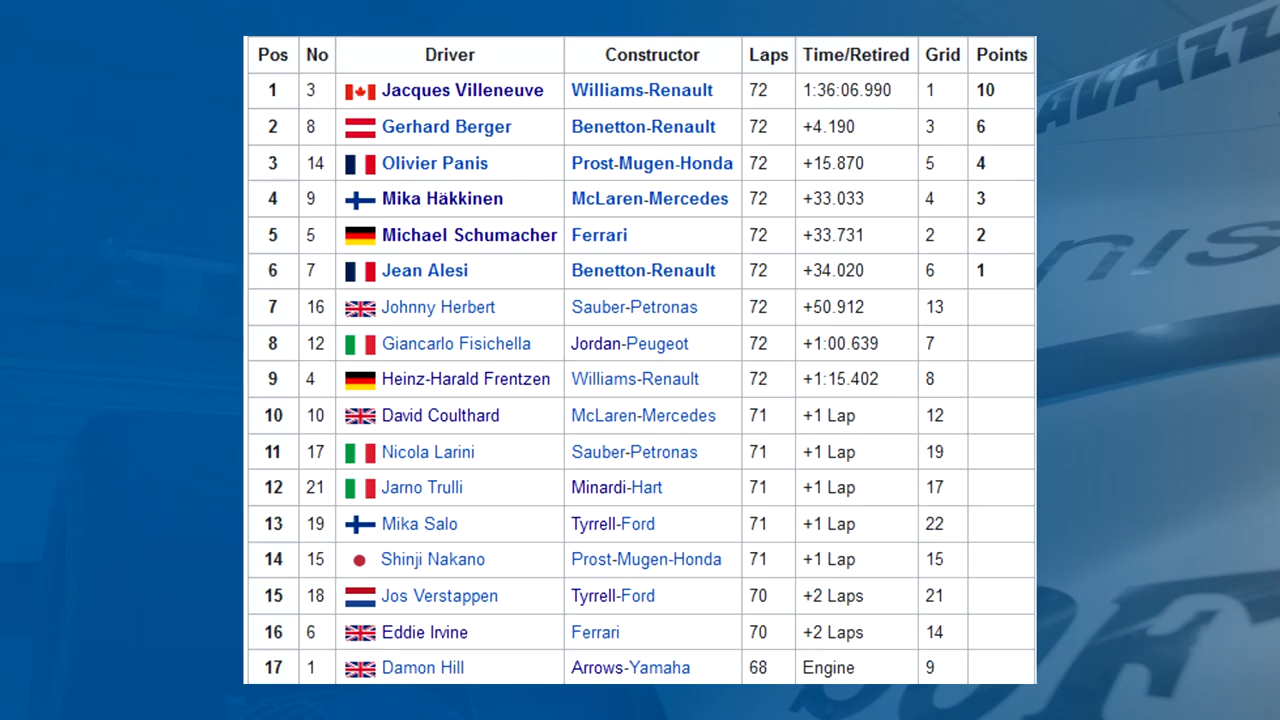 Pos No Driver Constructor Laps Time/Retired Grid Points
1 3 Jacques Villeneuve Williams-Renault 72 1:36:06.990 1 10
2 8 Gerhard Berger Benetton-Renault 72 +4.190 3 6
3 14 Olivier Panis Prost-Mugen-Honda 72 +15.870 5 4
4 9 Mika Häkkinen McLaren-Mercedes 72 +33.033 4 3
5 5 Michael Schumacher Ferrari 72 +33.731 2 2
6 7 Jean Alesi Benetton-Renault 72 +34.020 6 1
7 16 Johnny Herbert Sauber-Petronas 72 +50.912 13
8 12 Giancarlo Fisichella Jordan-Peugeot 72 +1:00.639 7
9 4 Heinz-Harald Frentzen Williams-Renault 72 +1:15.402 8
10 10 David Coulthard McLaren-Mercedes 71 +1 Lap 12
11 17 Nicola Larini Sauber-Petronas 71 +1 Lap 19
12 21 Jarno Trulli Minardi-Hart 71 +1 Lap 17
13 19 Mika Salo Tyrrell-Ford 71 +1 Lap 22
14 15 Shinji Nakano Prost-Mugen-Honda 71 +1 Lap 15
15 18 Jos Verstappen Tyrrell-Ford 70 +2 Laps 21
16 6 Eddie Irvine Ferrari 70 +2 Laps 14
17 1 Damon Hill Arrows-Yamaha 68 Engine 9